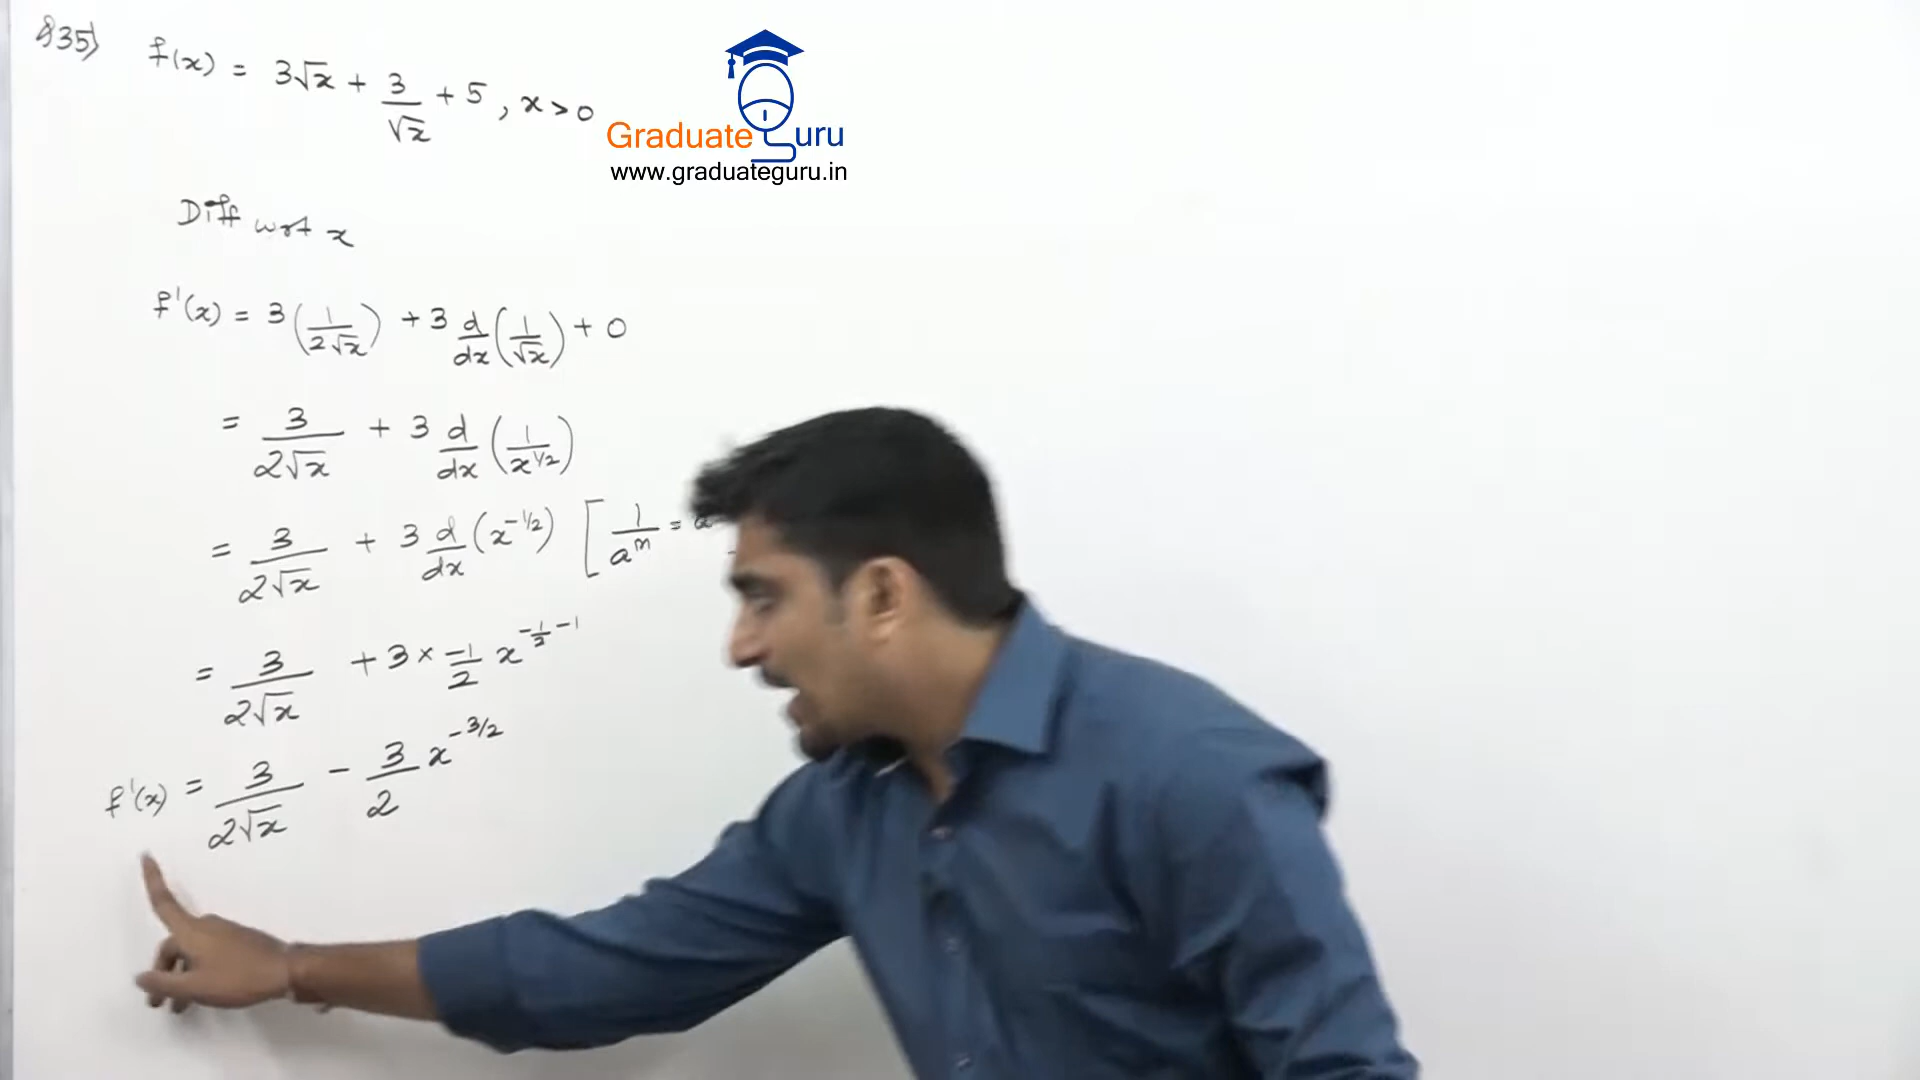 Q35) f(x) = 3√x + 3/√x + 5, x > 0
Graduate Guru
www.graduateguru.in
Diff wrt x
f'(x) = 3(1/2√x) + 3 d/dx (1/√x) + 0
= 3/2√x + 3 d/dx (1/x^1/2)
= 3/2√x + 3 d/dx (x^-1/2) [1/a^m = a
= 3/2√x + 3 × -1/2 x^-1/2-1
f'(x) = 3/2√x - 3/2 x^-3/2